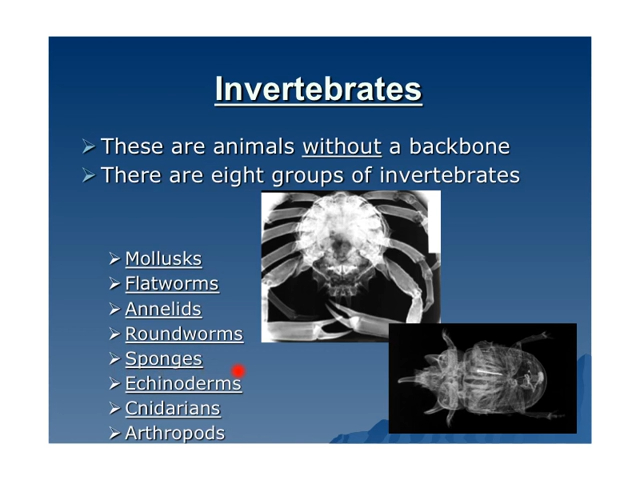 Invertebrates
These are animals without a backbone
There are eight groups of invertebrates
Mollusks
Flatworms
Annelids
Roundworms
Sponges
Echinoderms
Cnidarians
Arthropods